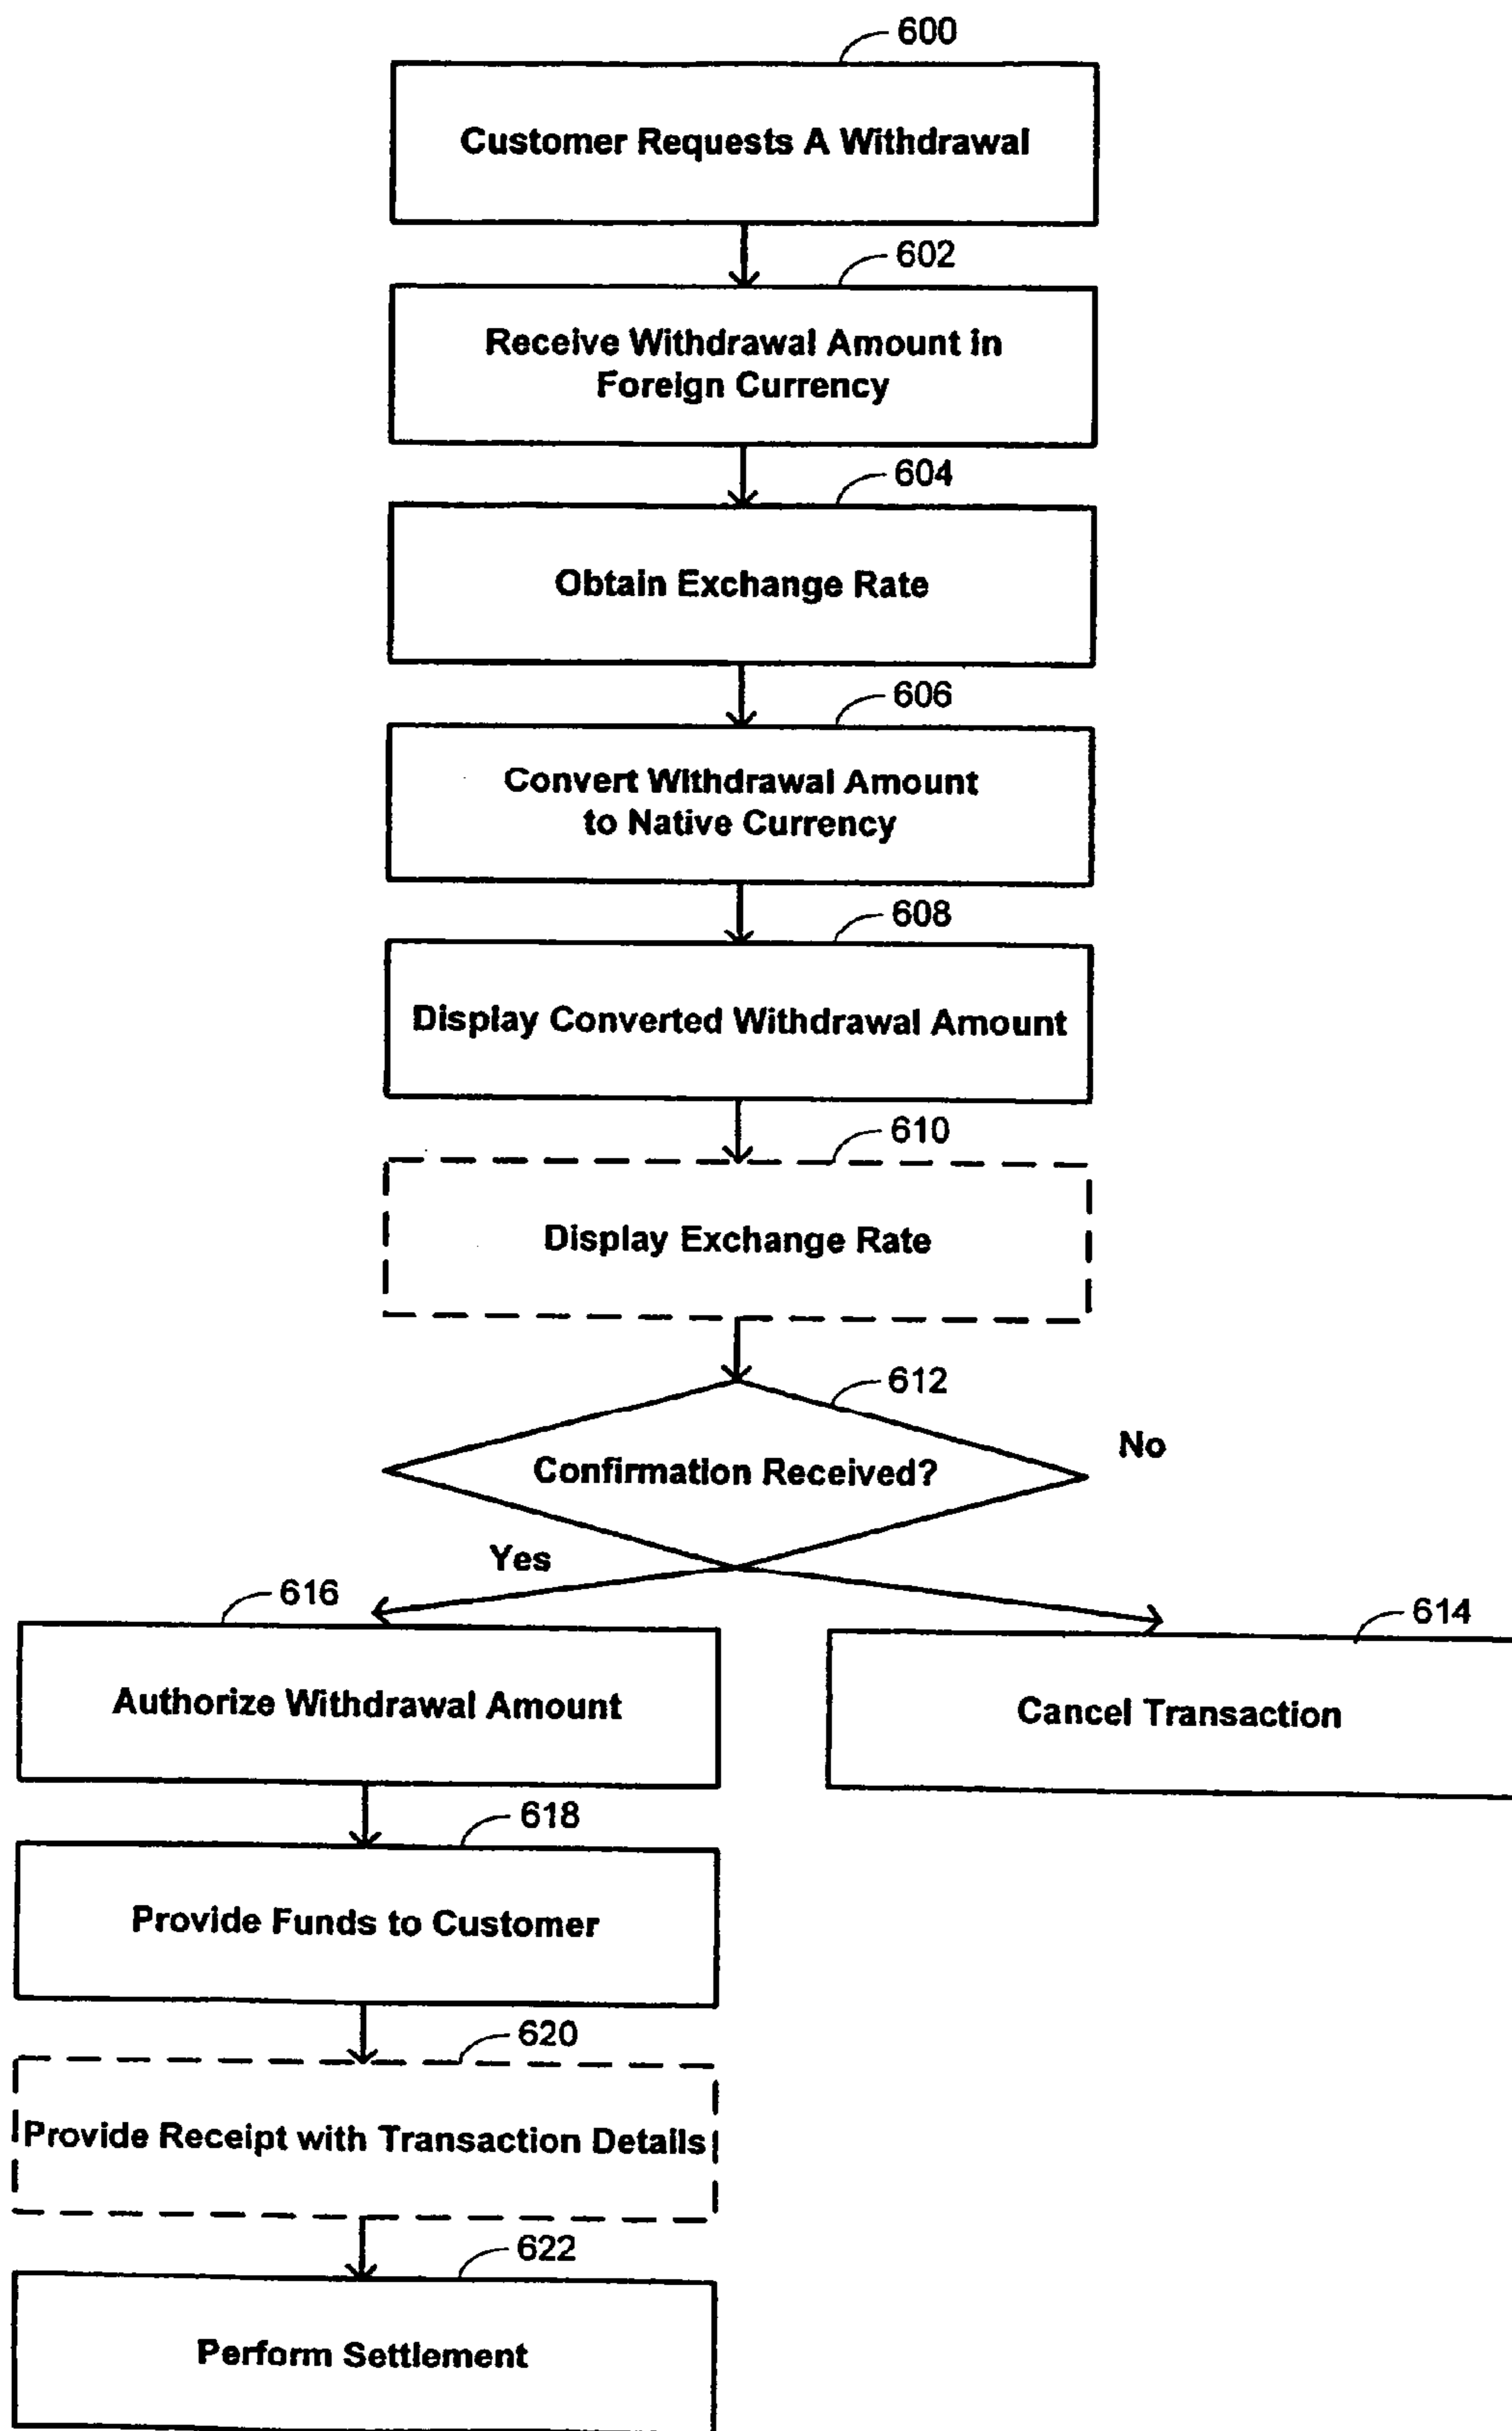 600
Customer Requests A Withdrawal
602
Receive Withdrawal Amount in
Foreign Currency
604
Obtain Exchange Rate
606
Convert Withdrawal Amount
to Native Currency
608
Display Converted Withdrawal Amount
610
Display Exchange Rate
612
Confirmation Received?
No
Yes
616
Authorize Withdrawal Amount
614
Cancel Transaction
618
Provide Funds to Customer
620
Provide Receipt with Transaction Details
622
Perform Settlement